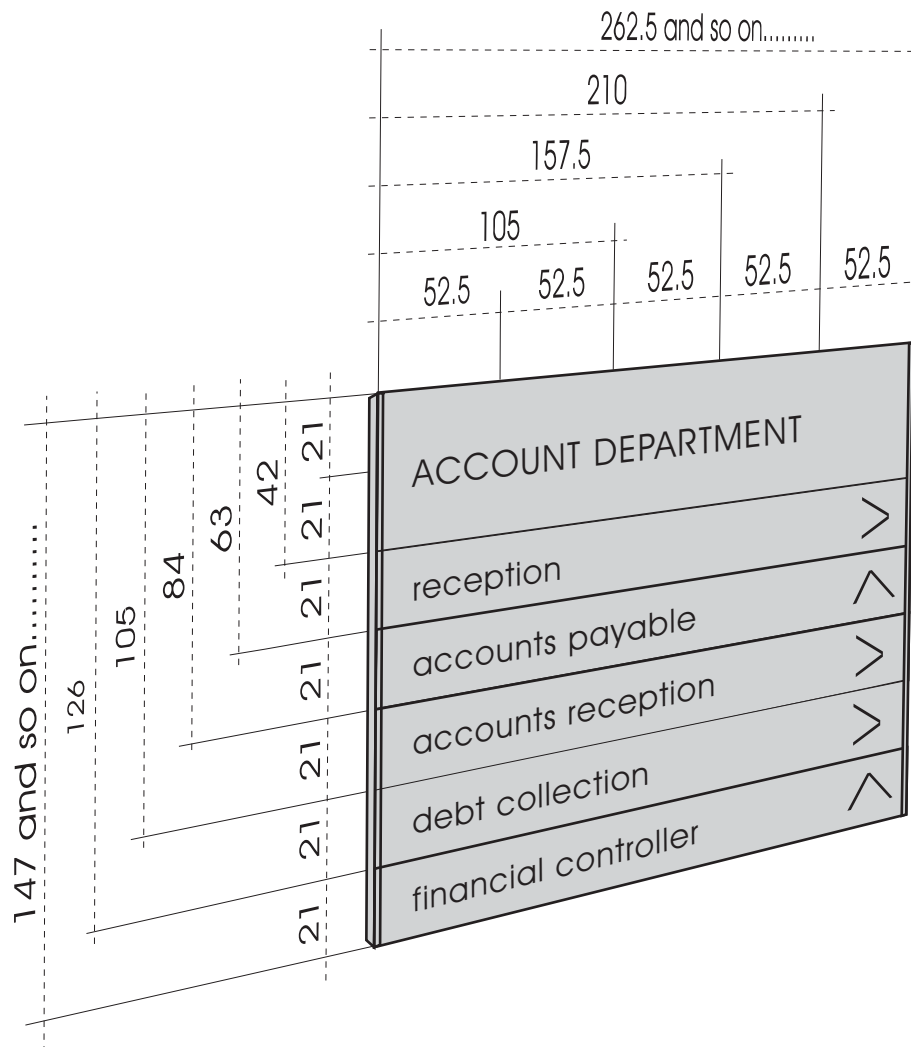 262.5 and so on.........
210
157.5
105
52.5 52.5 52.5 52.5 52.5
21
21
21
21
21
21
21
42
63
84
105
126
147 and so on...........
ACCOUNT DEPARTMENT
reception >
accounts payable
accounts reception >
debt collection >
financial controller